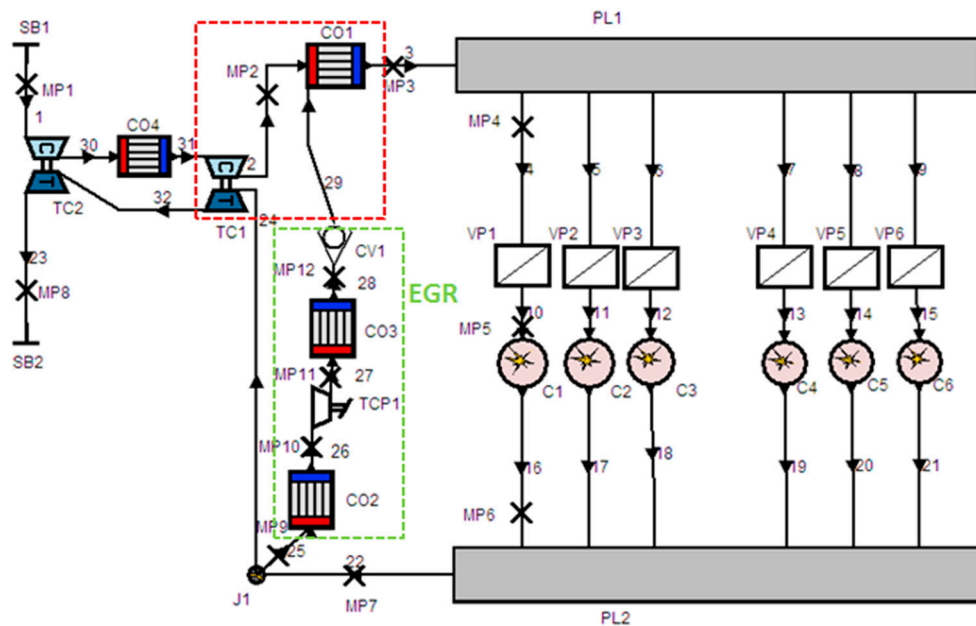 SB1
MP1
1
C
T
TC2
30
CO4
31
32
C
T
TC1
2
24
MP2
CO1
3
MP3
PL1
23
MP8
SB2
29
CV1
MP12
28
EGR
CO3
MP11
27
TCP1
MP10
26
CO2
MP9
25
J1
22
MP7
MP4
4
5
6
7
8
9
VP1
VP2
VP3
VP4
VP5
VP6
10
11
12
13
14
15
MP5
C1
C2
C3
C4
C5
C6
16
17
18
19
20
21
MP6
PL2